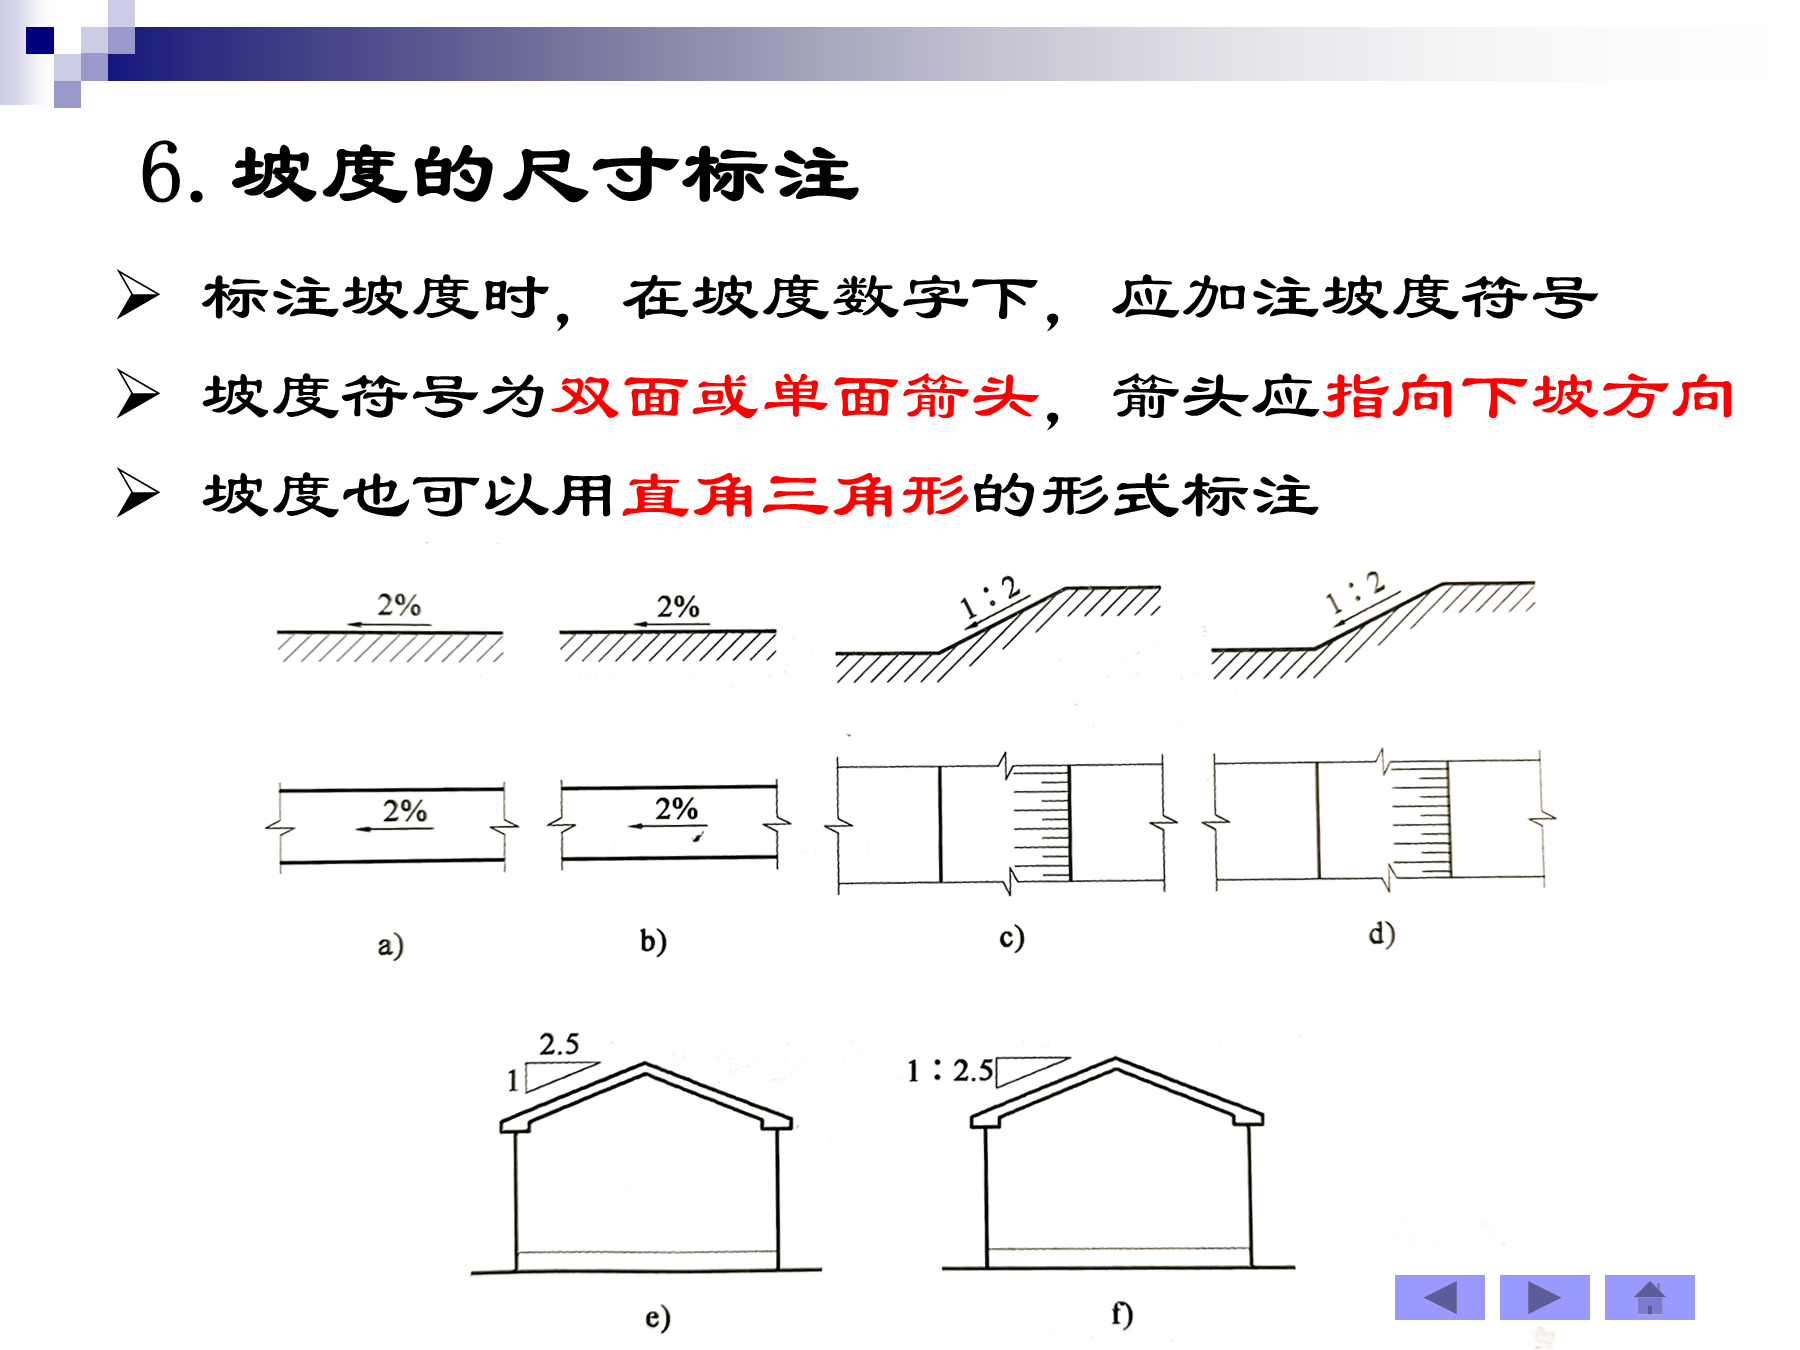 6. 坡度的尺寸标注
标注坡度时，在坡度数字下，应加注坡度符号
坡度符号为双面或单面箭头，箭头应指向下坡方向
坡度也可以用直角三角形的形式标注
2%
2%
1∶2
1∶2
2%
2%
a)
b)
c)
d)
2.5
1
1∶2.5
e)
f)